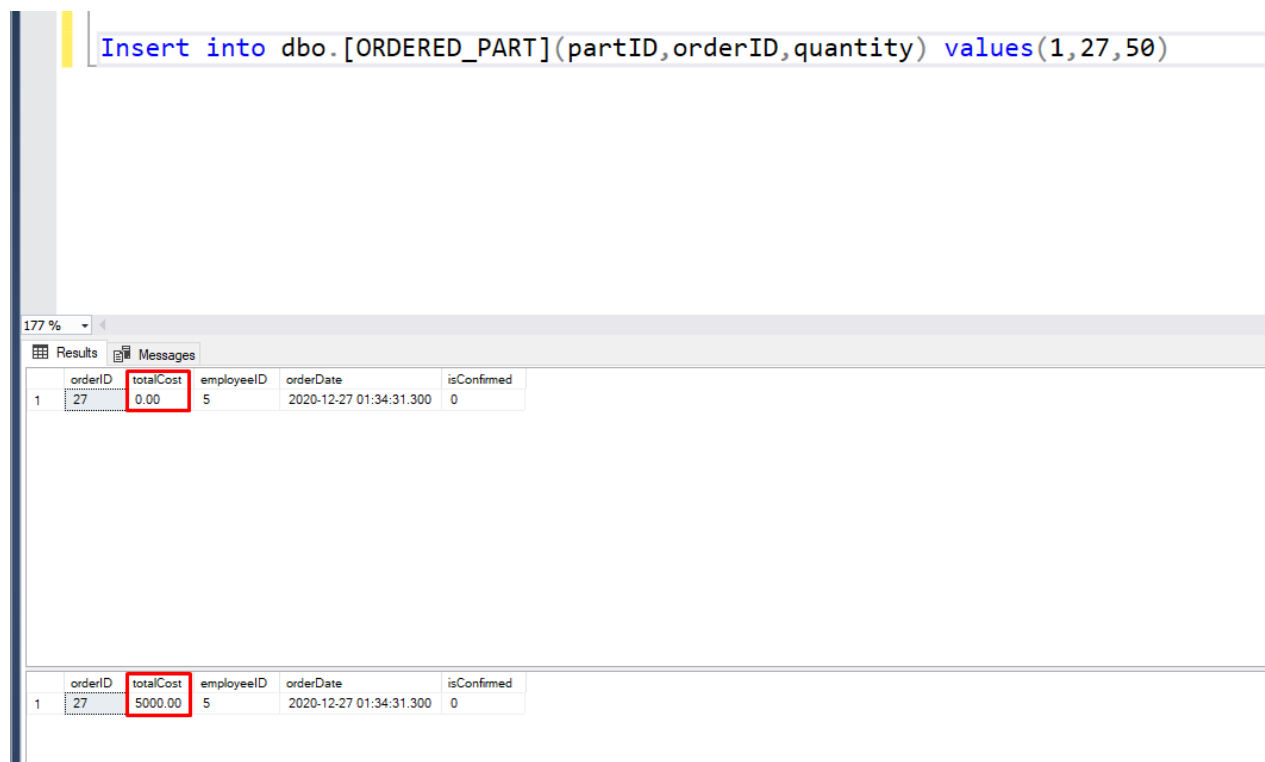 Insert into dbo.[ORDERED_PART](partID,orderID,quantity) values(1,27,50)
177 %
Results Messages
orderID totalCost employeeID orderDate isConfirmed
1 27 0.00 5 2020-12-27 01:34:31.300 0
orderID totalCost employeeID orderDate isConfirmed
1 27 5000.00 5 2020-12-27 01:34:31.300 0